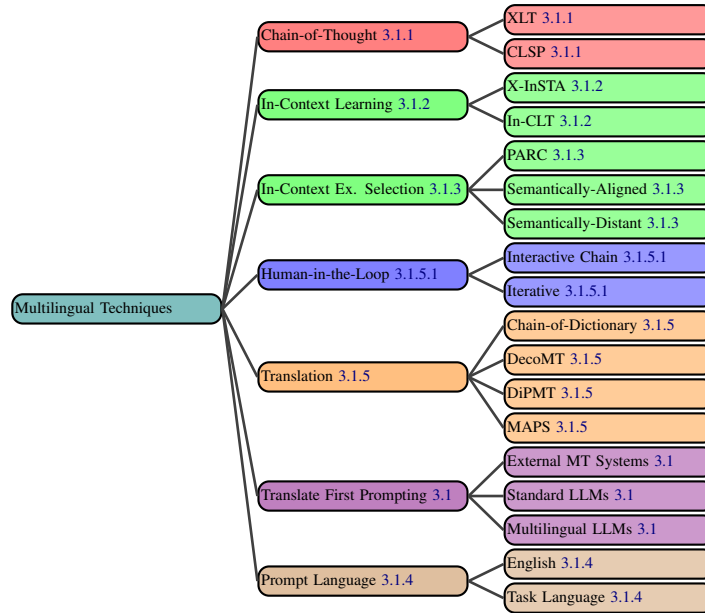 Multilingual Techniques
Chain-of-Thought 3.1.1
XLT 3.1.1
CLSP 3.1.1
In-Context Learning 3.1.2
X-InSTA 3.1.2
In-CLT 3.1.2
In-Context Ex. Selection 3.1.3
PARC 3.1.3
Semantically-Aligned 3.1.3
Semantically-Distant 3.1.3
Human-in-the-Loop 3.1.5.1
Interactive Chain 3.1.5.1
Iterative 3.1.5.1
Translation 3.1.5
Chain-of-Dictionary 3.1.5
DecoMT 3.1.5
DiPMT 3.1.5
MAPS 3.1.5
Translate First Prompting 3.1
External MT Systems 3.1
Standard LLMs 3.1
Multilingual LLMs 3.1
Prompt Language 3.1.4
English 3.1.4
Task Language 3.1.4